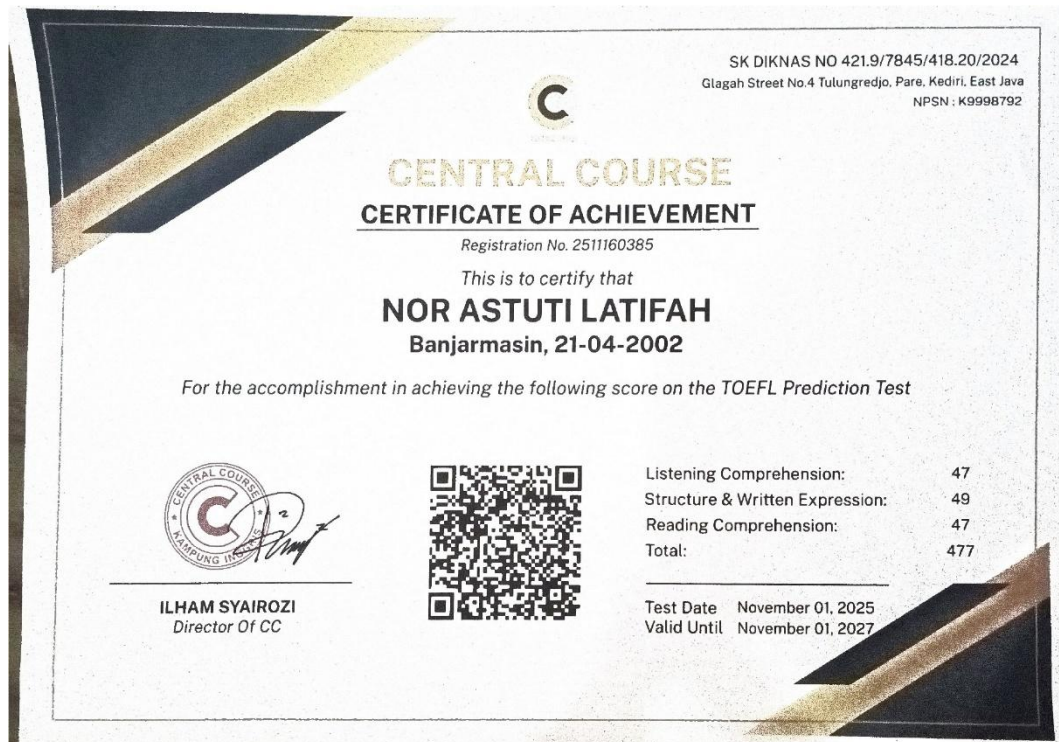 SK DIKNAS NO 421.9/7845/418.20/2024
Glagah Street No.4 Tulungredjo, Pare, Kediri, East Java
NPSN : K9998792
C
CENTRAL COURSE
CERTIFICATE OF ACHIEVEMENT
Registration No. 2511160385
This is to certify that
NOR ASTUTI LATIFAH
Banjarmasin, 21-04-2002
For the accomplishment in achieving the following score on the TOEFL Prediction Test
CENTRAL COURSE
C
KAMPUNG
ILHAM SYAIROZI
Director Of CC
Listening Comprehension: 47
Structure & Written Expression: 49
Reading Comprehension: 47
Total: 477
Test Date November 01, 2025
Valid Until November 01, 2027